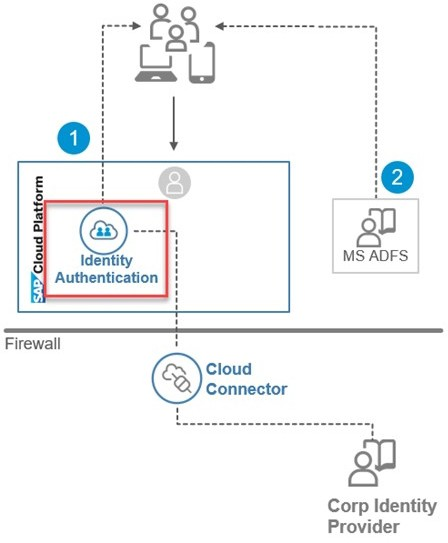 1
2
SAP Cloud Platform
Identity
Authentication
MS ADFS
Firewall
Cloud
Connector
Corp Identity
Provider